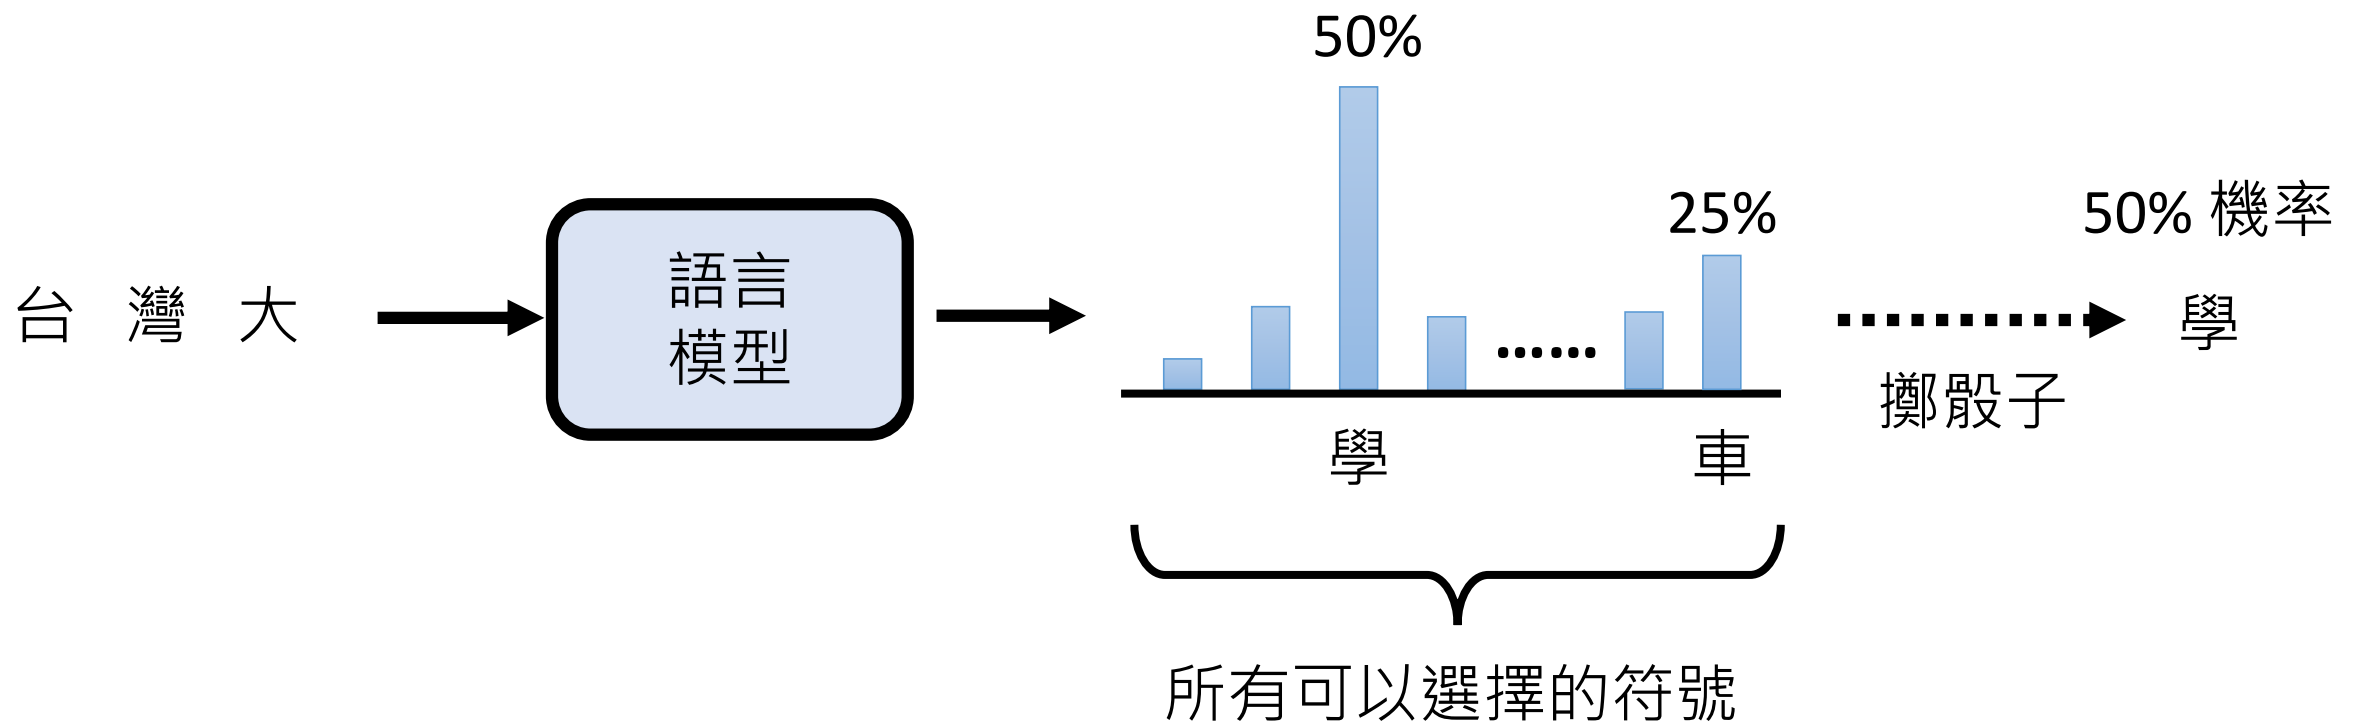 台 灣 大
語言
模型
50%
25%
學
車
所有可以選擇的符號
擲骰子
50% 機率
學